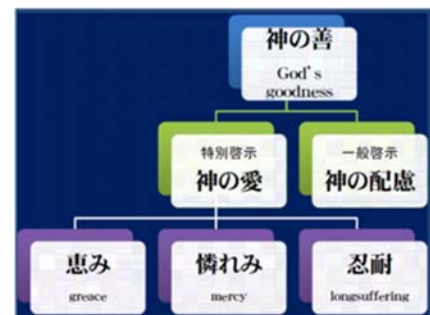 神の善
God's
goodness
特別啓示
神の愛
一般啓示
神の配慮
恵み
greace
憐れみ
mercy
忍耐
longsuffering